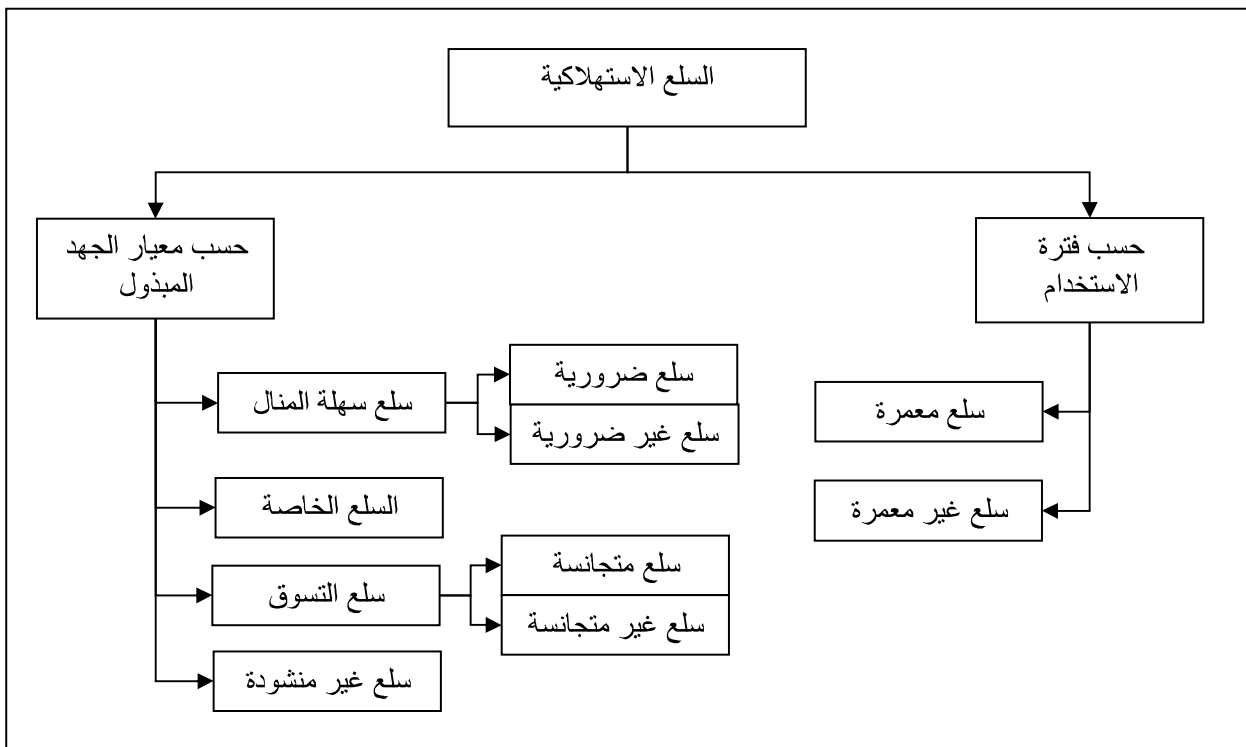 السلع الاستهلاكية
حسب فترة
الاستخدام
سلع معمرة
سلع غير معمرة
حسب معيار الجهد
المبذول
سلع سهلة المنال
سلع ضرورية
سلع غير ضرورية
السلع الخاصة
سلع التسوق
سلع متجانسة
سلع غير متجانسة
سلع غير منشودة